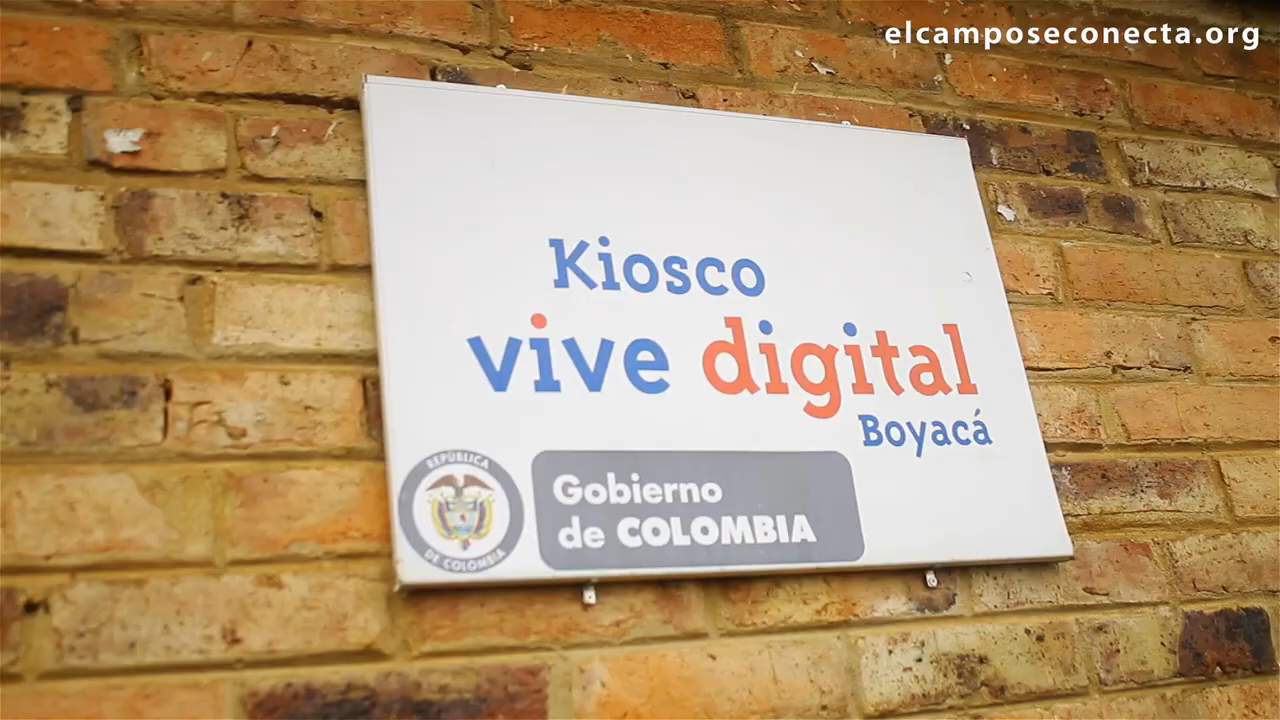 elcamposeconecta.org
Kiosco
vive digital
Boyacá
REPÚBLICA
DE COLOMBIA
Gobierno
de COLOMBIA